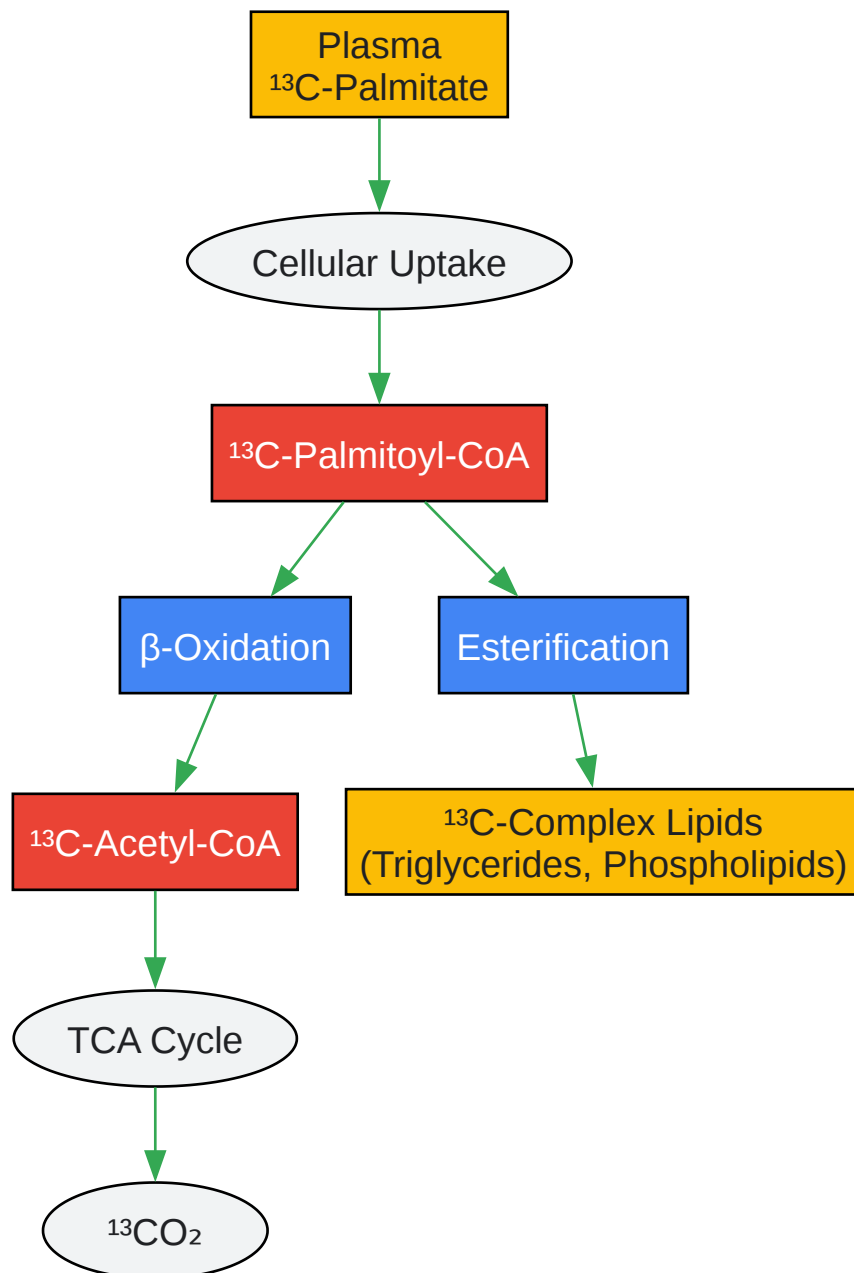 Plasma
¹³C-Palmitate
Cellular Uptake
¹³C-Palmitoyl-CoA
β-Oxidation
Esterification
¹³C-Acetyl-CoA
¹³C-Complex Lipids
(Triglycerides, Phospholipids)
TCA Cycle
¹³CO₂